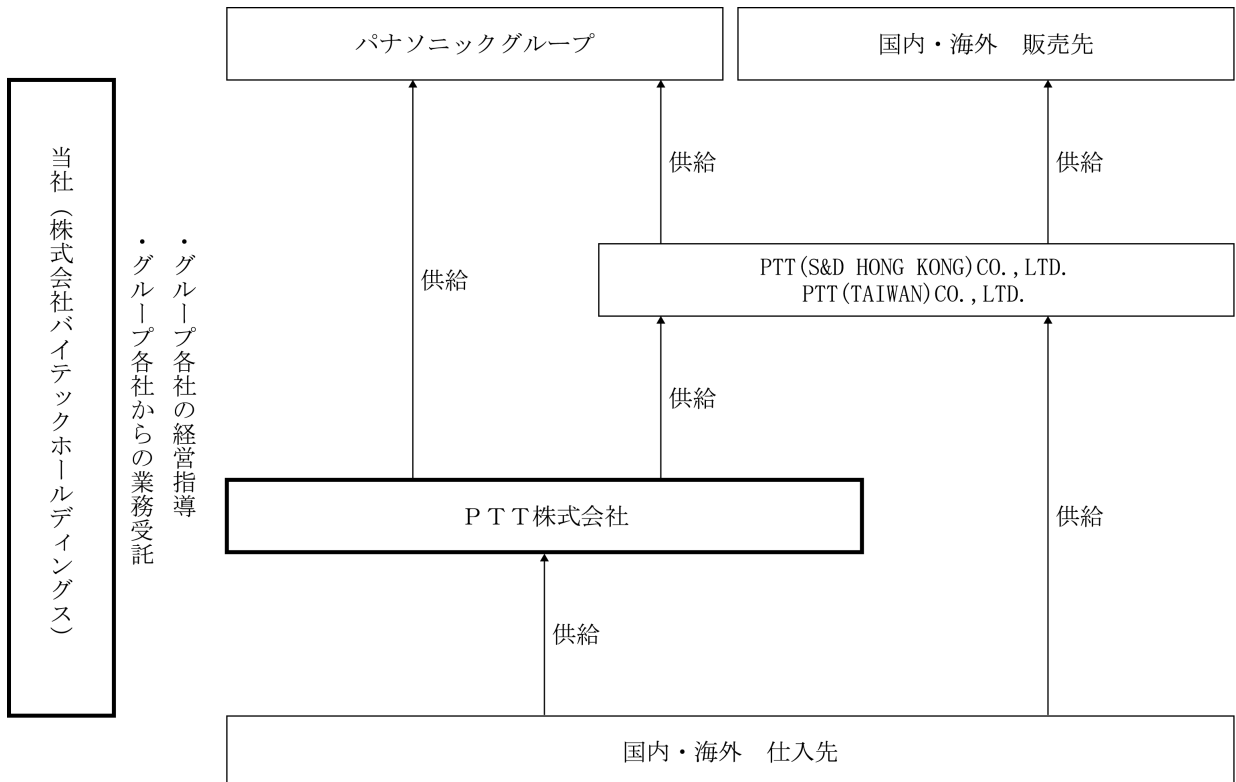 パナソニックグループ
国内・海外　販売先
当社（株式会社バイテックホールディングス）
・グループ各社の経営指導
・グループ各社からの業務受託
供給
供給
供給
PTT(S&D HONG KONG)CO.,LTD.
PTT(TAIWAN)CO.,LTD.
供給
ＰＴＴ株式会社
供給
供給
国内・海外　仕入先